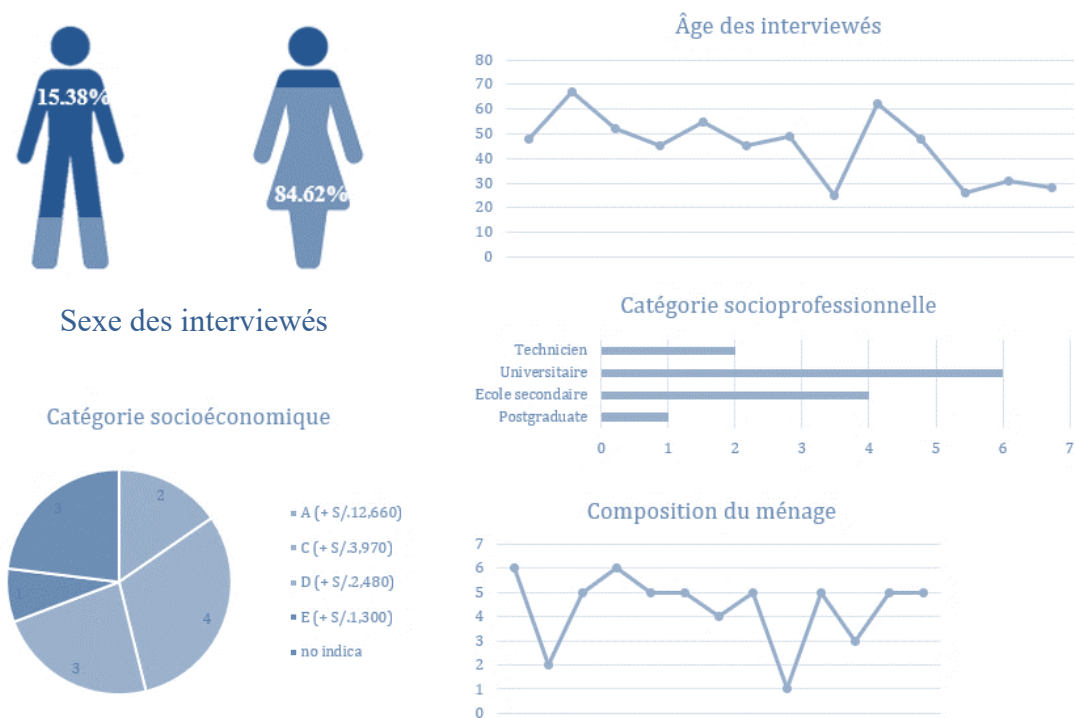 15.38%
84.62%
Sexe des interviewés
Âge des interviewés
80
70
60
50
40
30
20
10
0
Catégorie socioprofessionnelle
Technicien
Universitaire
Ecole secondaire
Postgraduate
0 1 2 3 4 5 6 7
Catégorie socioéconomique
2
4
3
1
3
A (+ S/.12,660)
C (+ S/.3,970)
D (+ S/.2,480)
E (+ S/.1,300)
no indica
Composition du ménage
7
6
5
4
3
2
1
0